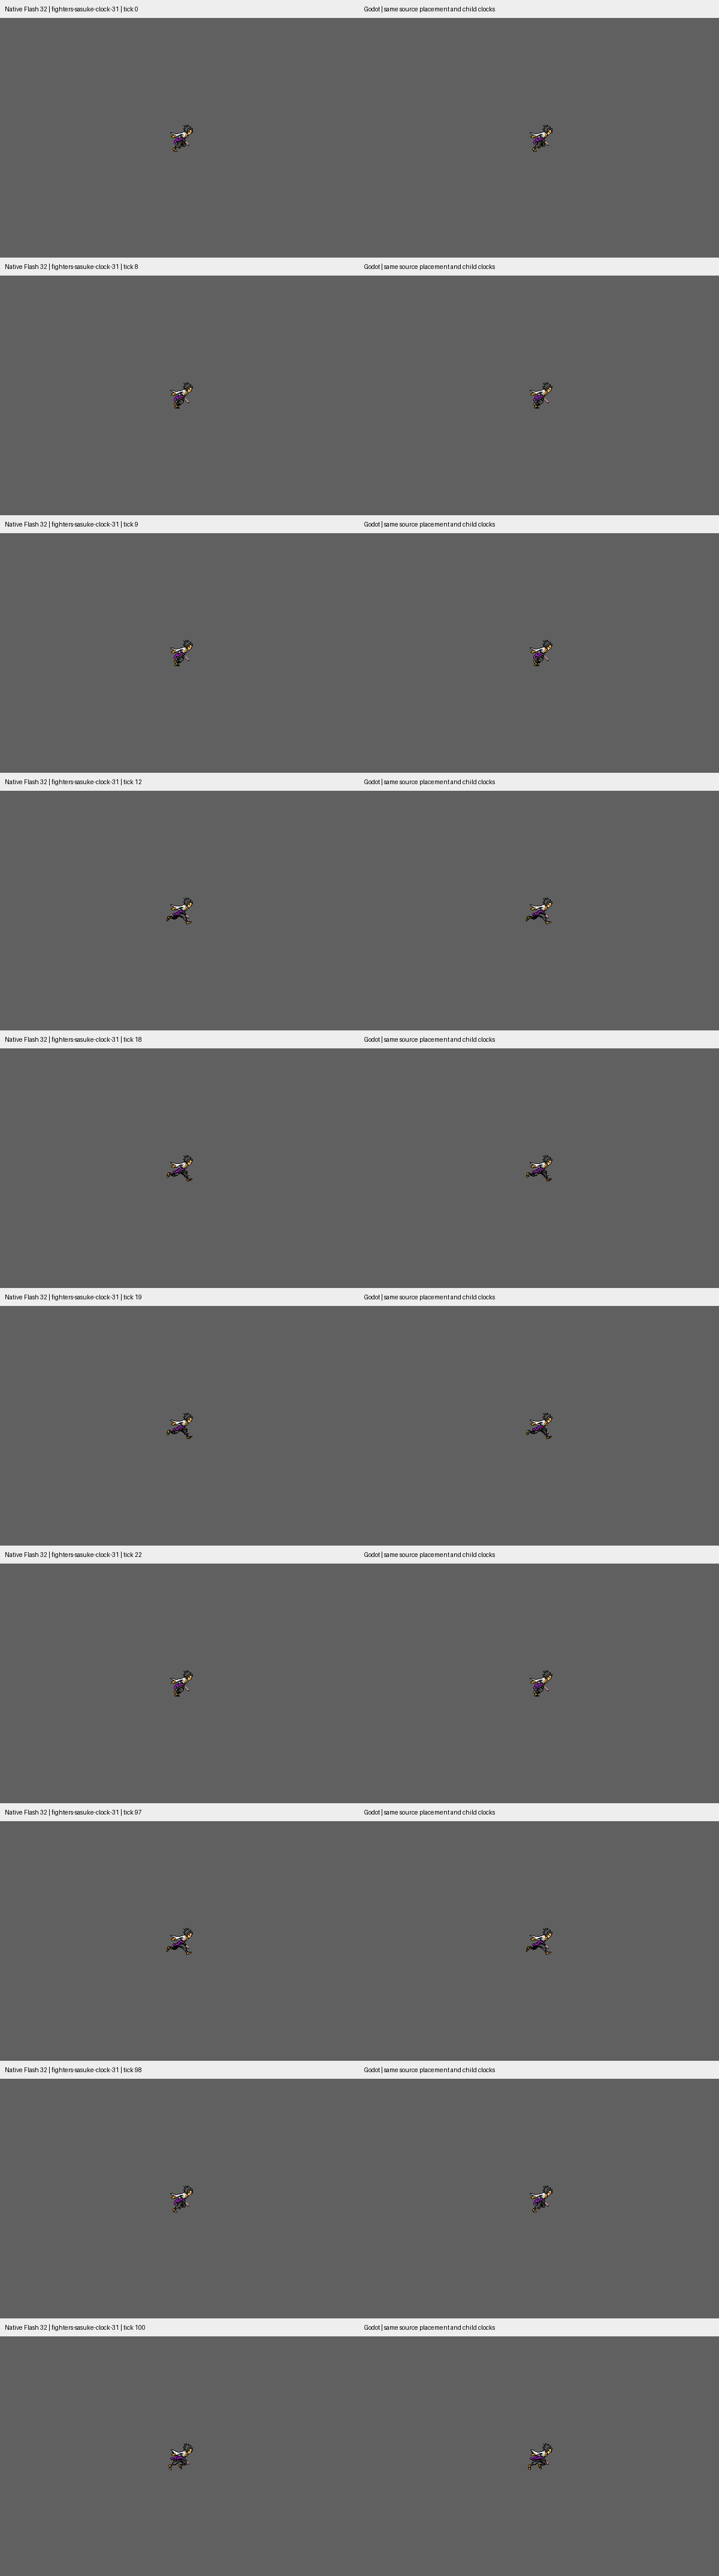 Native Flash 32 | fighters-sasuke-clock-31 | tick 0
Godot | same source placement and child clocks
Native Flash 32 | fighters-sasuke-clock-31 | tick 8
Godot | same source placement and child clocks
Native Flash 32 | fighters-sasuke-clock-31 | tick 9
Godot | same source placement and child clocks
Native Flash 32 | fighters-sasuke-clock-31 | tick 12
Godot | same source placement and child clocks
Native Flash 32 | fighters-sasuke-clock-31 | tick 18
Godot | same source placement and child clocks
Native Flash 32 | fighters-sasuke-clock-31 | tick 19
Godot | same source placement and child clocks
Native Flash 32 | fighters-sasuke-clock-31 | tick 22
Godot | same source placement and child clocks
Native Flash 32 | fighters-sasuke-clock-31 | tick 97
Godot | same source placement and child clocks
Native Flash 32 | fighters-sasuke-clock-31 | tick 98
Godot | same source placement and child clocks
Native Flash 32 | fighters-sasuke-clock-31 | tick 100
Godot | same source placement and child clocks